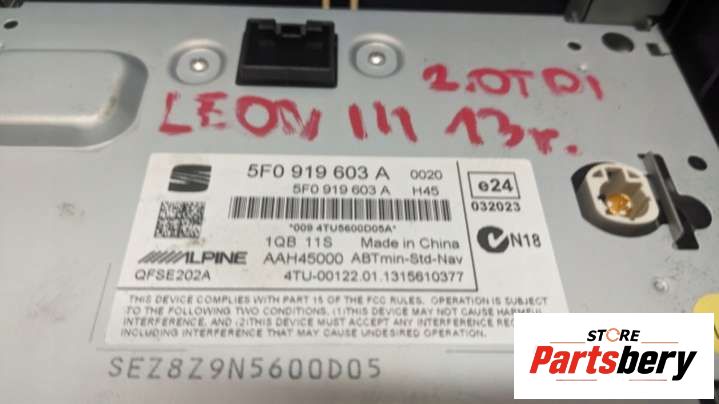 2.0TDI
LEON III 13r.
5F0 919 603 A 0020
5F0 919 603 A H45
*009 4TU5600D05A*
1QB 11S Made in China
ALPINE AAH45000 ABTmin-Std-Nav
QFSE202A 4TU-00122.01.1315610377
e24
032023
N18
THIS DEVICE COMPLIES WITH PART 15 OF THE FCC RULES. OPERATION IS SUBJECT
TO THE FOLLOWING TWO CONDITIONS. (1)THIS DEVICE MAY NOT CAUSE HARMFUL
INTERFERENCE, AND (2)THIS DEVICE MUST ACCEPT ANY INTERFERENCE
INCLUDING INTERFERENCE THAT MAY CAUSE UNDESIRED OPERATION.
SEZ8Z9N5600D05
STORE
Partsbery